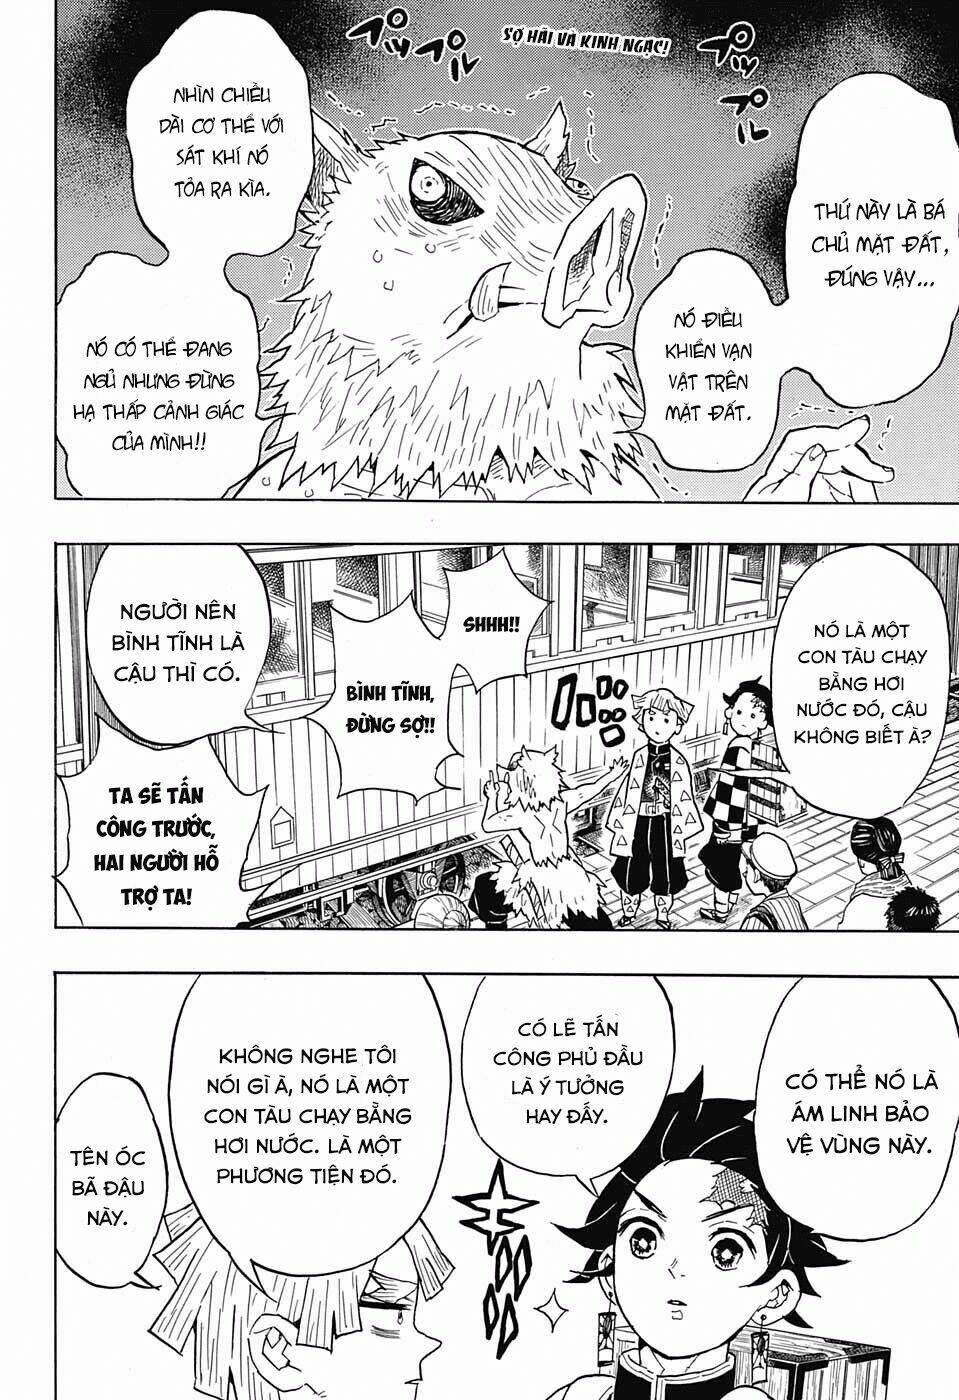 SỢ HÃI VÀ KINH NGẠC!
プッ
プル
プル
THỨ NÀY LÀ BÁ
CHỦ MẶT ĐẤT,
ĐÚNG VẬY...
NÓ ĐIỀU
KHIỂN VẠN
VẬT TRÊN
MẶT ĐẤT.
NHÌN CHIỀU
DÀI CƠ THỂ VỚI
SÁT KHÍ NÓ
TỎA RA KÌA.
NÓ CÓ THỂ ĐANG
NGỦ NHƯNG ĐỪNG
HẠ THẤP CẢNH GIÁC
CỦA MÌNH!!
NÓ LÀ MỘT
CON TÀU CHẠY
BẰNG HƠI
NƯỚC ĐÓ, CẬU
KHÔNG BIẾT À?
SHHH!!
BÌNH TĨNH,
ĐỪNG SỢ!!
NGƯỜI NÊN
BÌNH TĨNH LÀ
CẬU THÌ CÓ.
TA SẼ TẤN
CÔNG TRƯỚC,
HAI NGƯỜI HỖ
TRỢ TA!
CÓ THỂ NÓ LÀ
ÁM LINH BẢO
VỆ VÙNG NÀY.
CÓ LẼ TẤN
CÔNG PHỦ ĐẦU
LÀ Ý TƯỞNG
HAY ĐẤY.
KHÔNG NGHE TÔI
NÓI GÌ À, NÓ LÀ MỘT
CON TÀU CHẠY BẰNG
HƠI NƯỚC. LÀ MỘT
PHƯƠNG TIỆN ĐÓ.
TÊN ÓC
BÃ ĐẬU
NÀY.